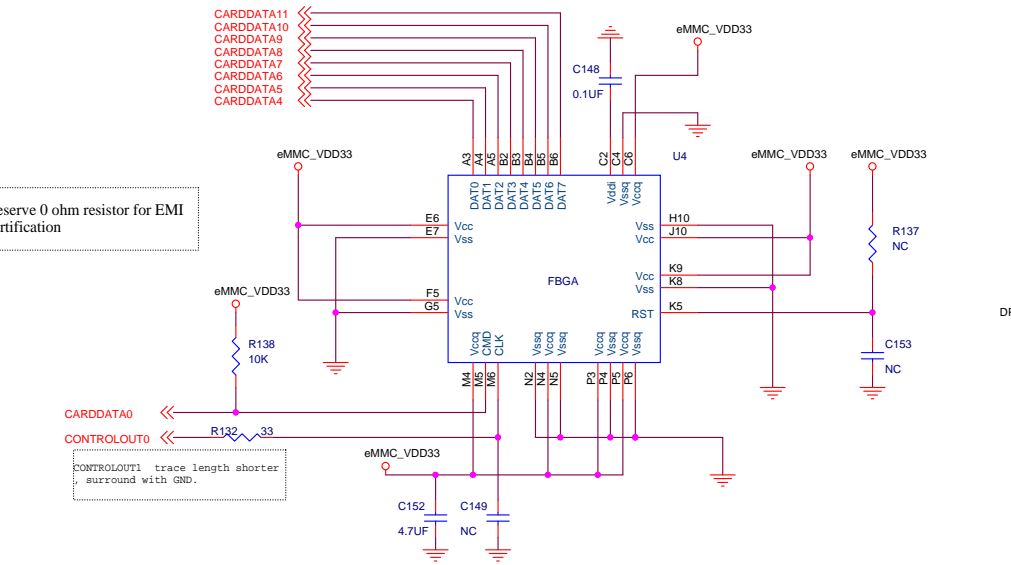 CARDDATA11
CARDDATA10
CARDDATA9
CARDDATA8
CARDDATA7
CARDDATA6
CARDDATA5
CARDDATA4
eMMC_VDD33
C148
0.1UF
A3 A4 A5 B2 B3 B4 B5 B6 C2 C4 C6
U4
eMMC_VDD33
eMMC_VDD33
eMMC_VDD33
DAT0 DAT1 DAT2 DAT3 DAT4 DAT5 DAT6 DAT7 Vddi Vssq Vccq
eserve 0 ohm resistor for EMI
rtification
E6 Vcc
E7 Vss
Vss H10
Vcc J10
R137
NC
FBGA
Vcc K9
Vss K8
eMMC_VDD33
F5 Vcc
G5 Vss
RST K5
R138
10K
C153
NC
Vccq CMD CLK Vssq Vccq Vssq Vccq Vssq Vccq Vssq
M4 M5 M6 N2 N4 N5 P3 P4 P5 P6
CARDDATA0
CONTROLOUT0
R132 33
CONTROLOUT1 trace length shorter
, surround with GND.
eMMC_VDD33
C152
4.7UF
C149
NC